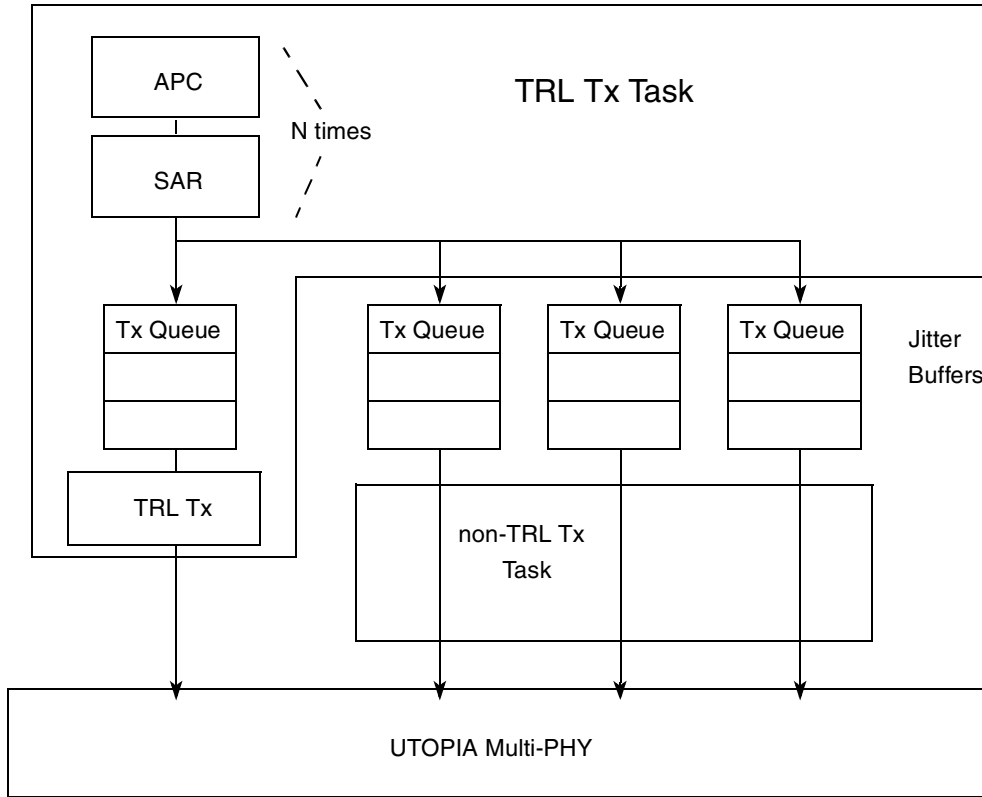 APC
TRL Tx Task
N times
SAR
Tx Queue
Tx Queue
Tx Queue
Tx Queue
Jitter
Buffers
TRL Tx
non-TRL Tx
Task
UTOPIA Multi-PHY